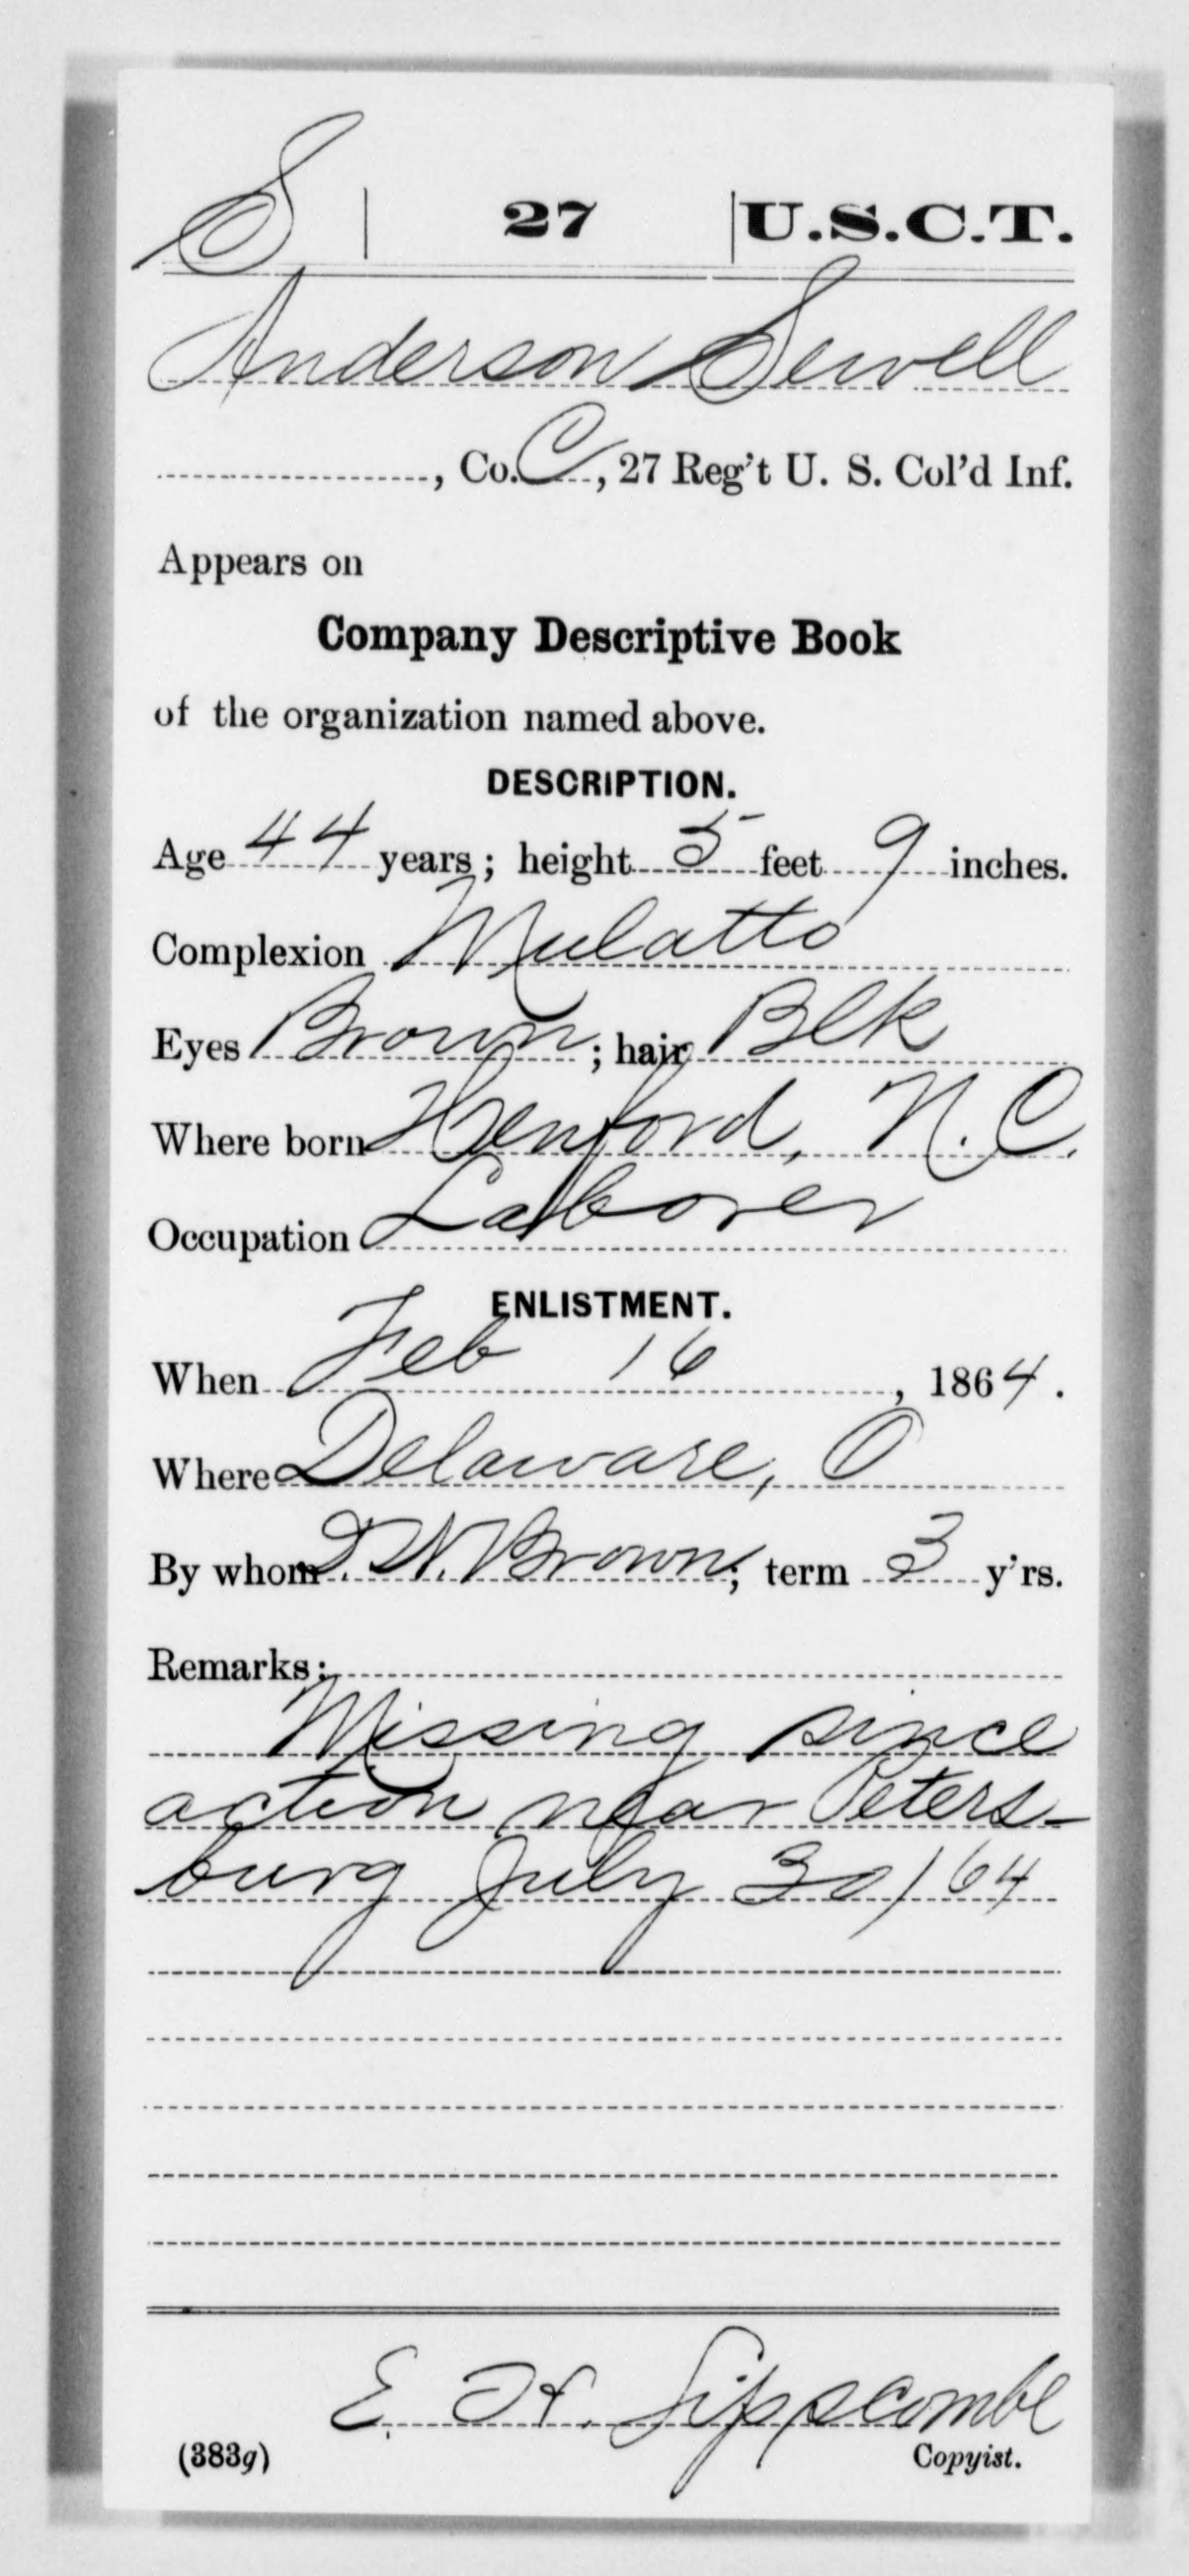 S | 27 | U.S.C.T.
Anderson Sewell
, Co. C, 27 Reg't U. S. Col'd Inf.
Appears on
Company Descriptive Book
of the organization named above.
DESCRIPTION.
Age 44 years; height 5 feet 9 inches.
Complexion Mulatto
Eyes Brown; hair Blk
Where born Henford, N.C.
Occupation Laborer
ENLISTMENT.
When Feb 16, 1864.
Where Delaware, O
By whom Brown; term 3 y'rs.
Remarks:
Missing since
action near Peters-
burg July 30/64
E. H. Lipscombe
(383g) Copyist.